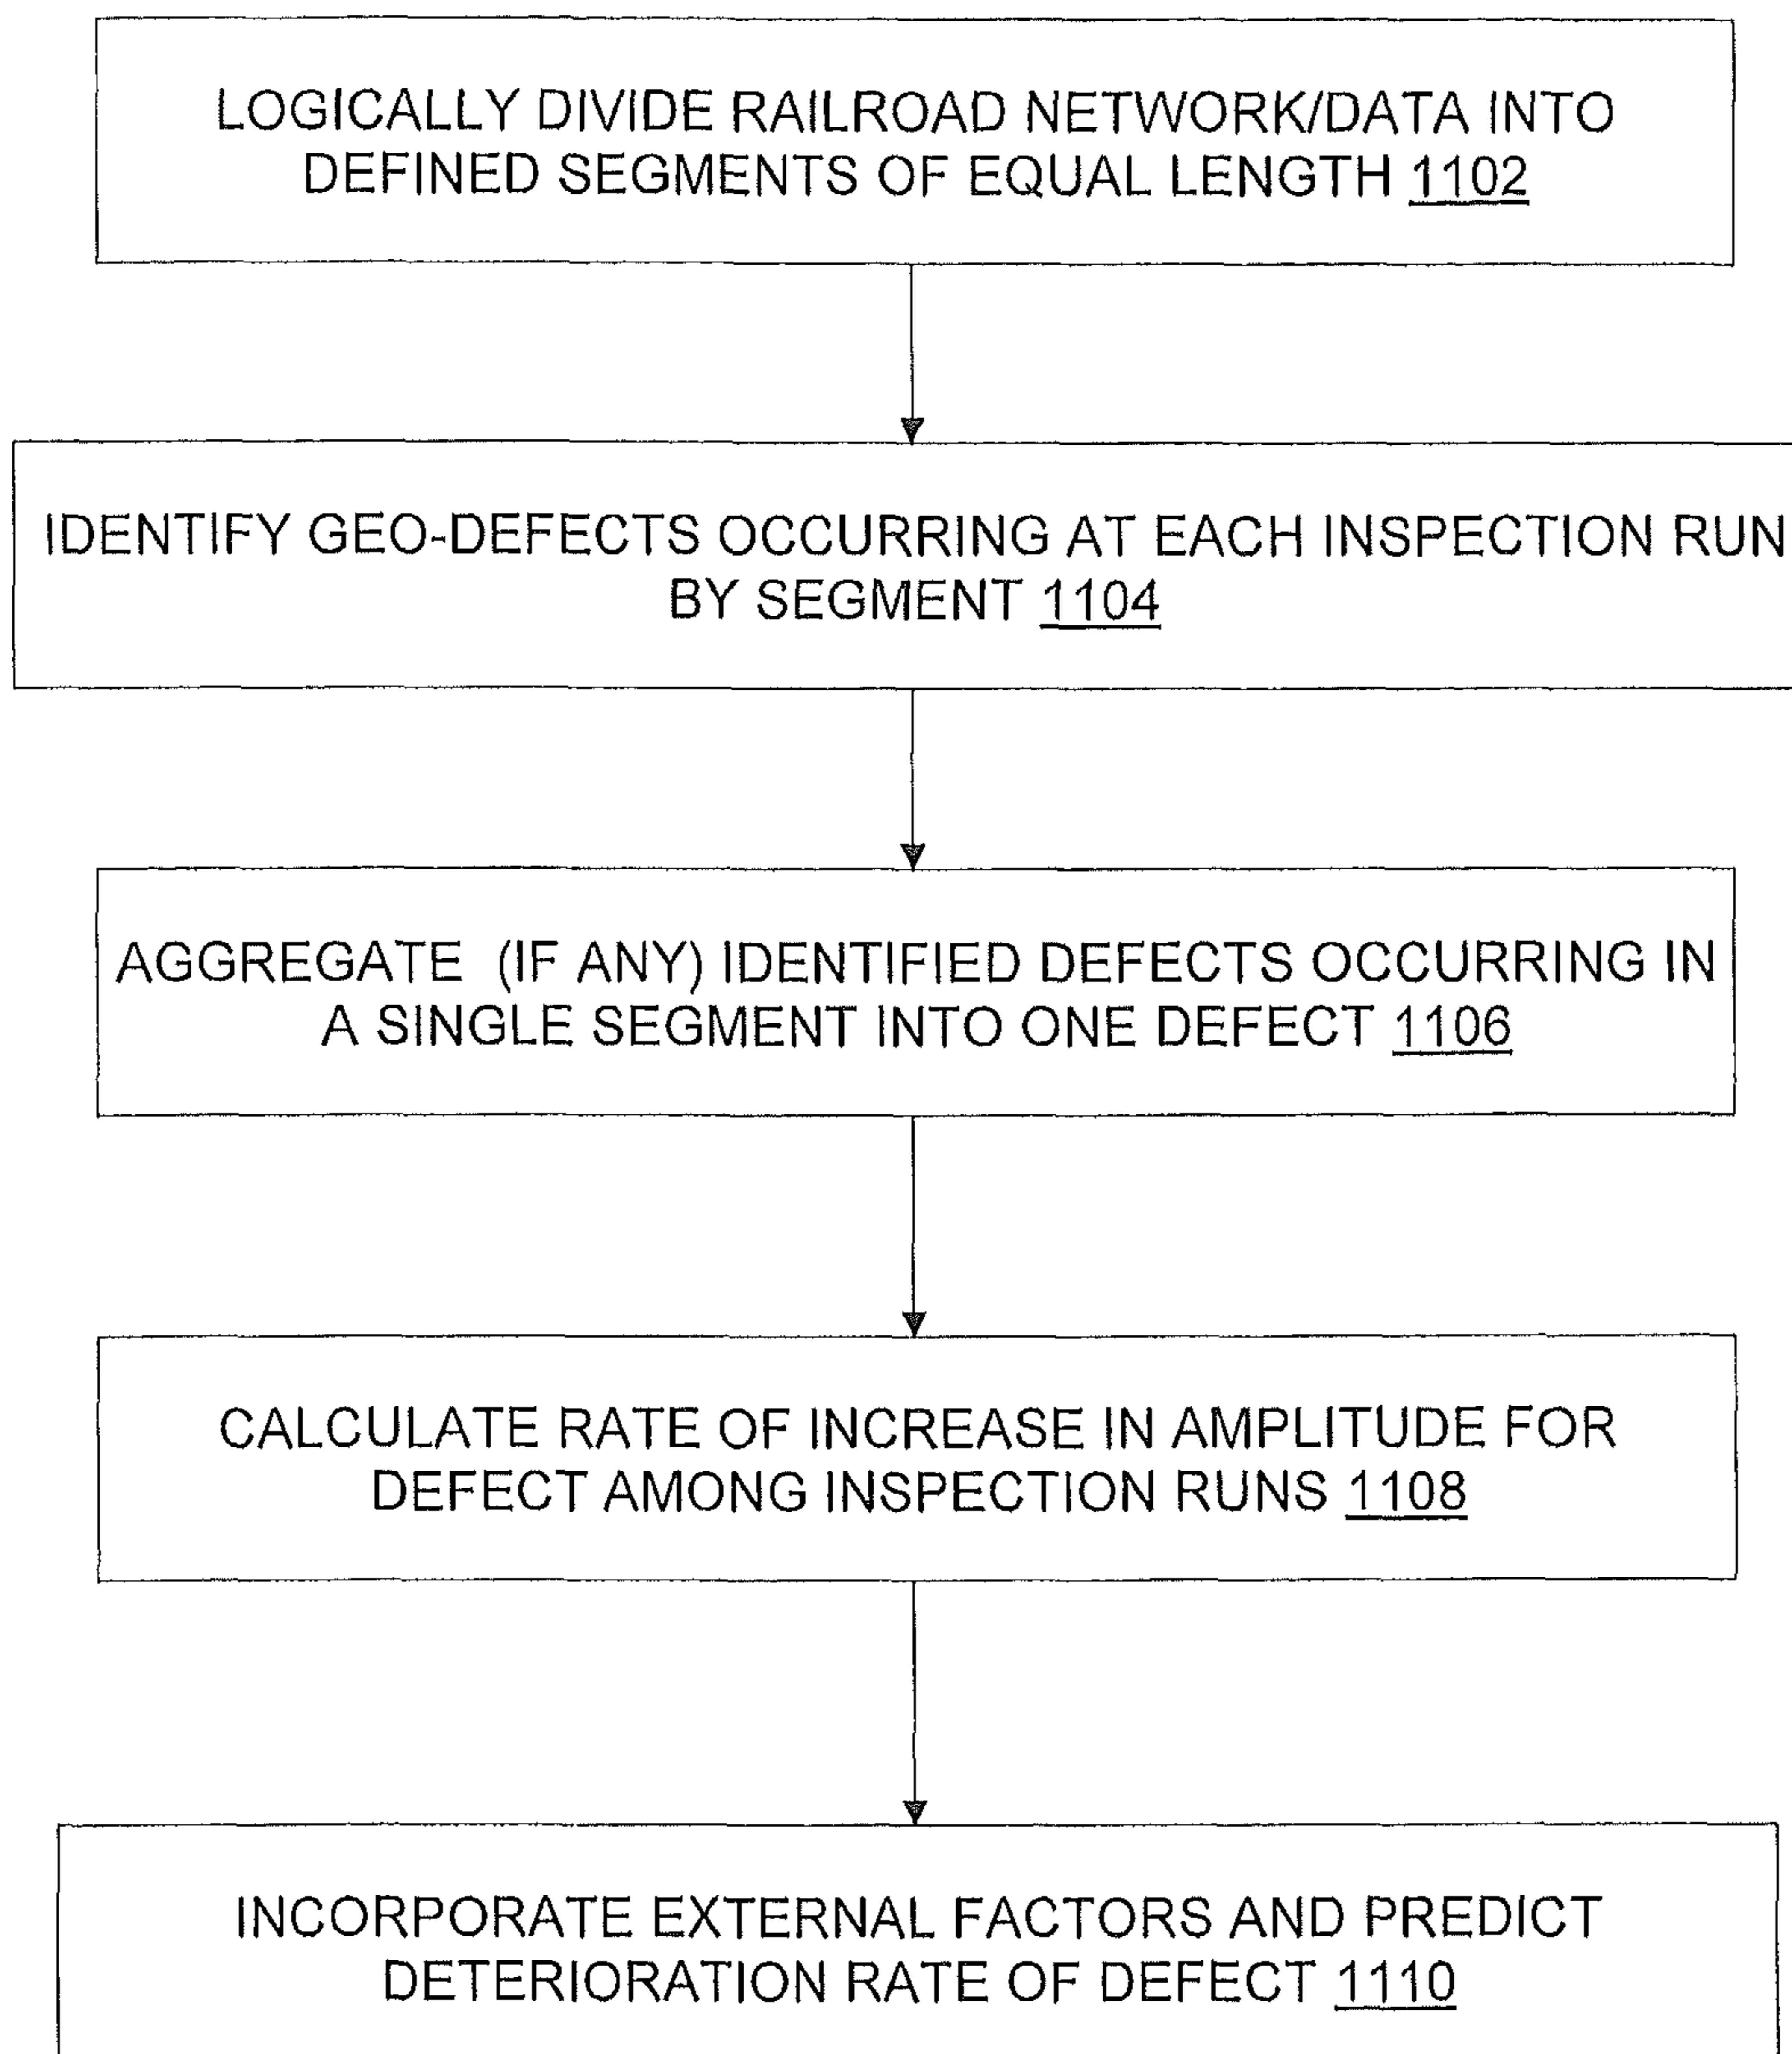 LOGICALLY DIVIDE RAILROAD NETWORK/DATA INTO
DEFINED SEGMENTS OF EQUAL LENGTH 1102
IDENTIFY GEO-DEFECTS OCCURRING AT EACH INSPECTION RUN
BY SEGMENT 1104
AGGREGATE (IF ANY) IDENTIFIED DEFECTS OCCURRING IN
A SINGLE SEGMENT INTO ONE DEFECT 1106
CALCULATE RATE OF INCREASE IN AMPLITUDE FOR
DEFECT AMONG INSPECTION RUNS 1108
INCORPORATE EXTERNAL FACTORS AND PREDICT
DETERIORATION RATE OF DEFECT 1110